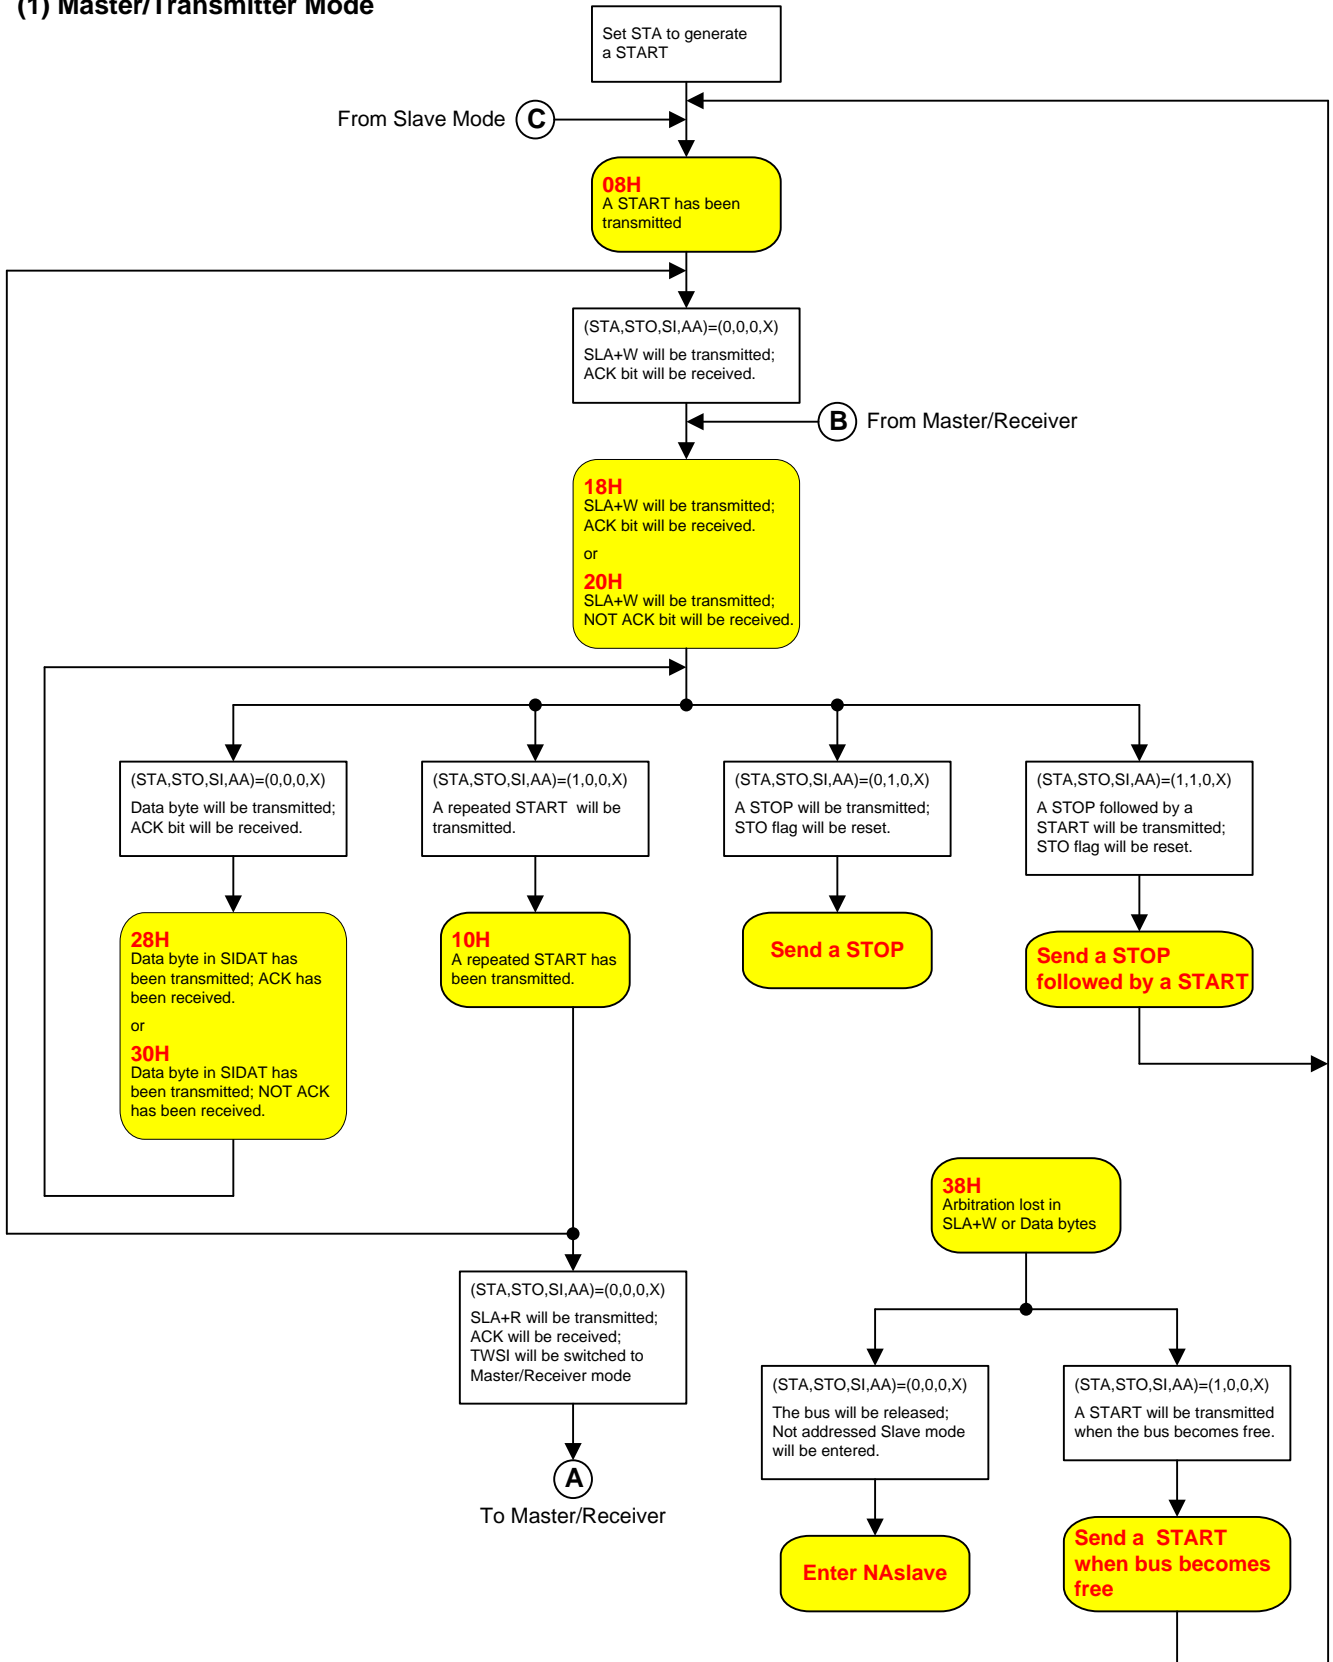 (1) Master/Transmitter Mode
Set STA to generate
a START
From Slave Mode
C
08H
A START has been
transmitted
(STA,STO,SI,AA)=(0,0,0,X)
SLA+W will be transmitted;
ACK bit will be received.
B
From Master/Receiver
18H
SLA+W will be transmitted;
ACK bit will be received.
or
20H
SLA+W will be transmitted;
NOT ACK bit will be received.
(STA,STO,SI,AA)=(0,0,0,X)
Data byte will be transmitted;
ACK bit will be received.
(STA,STO,SI,AA)=(1,0,0,X)
A repeated START will be
transmitted.
(STA,STO,SI,AA)=(0,1,0,X)
A STOP will be transmitted;
STO flag will be reset.
(STA,STO,SI,AA)=(1,1,0,X)
A STOP followed by a
START will be transmitted;
STO flag will be reset.
28H
Data byte in SIDAT has
been transmitted; ACK has
been received.
or
30H
Data byte in SIDAT has
been transmitted; NOT ACK
has been received.
10H
A repeated START has
been transmitted.
Send a STOP
Send a STOP
followed by a START
38H
Arbitration lost in
SLA+W or Data bytes
(STA,STO,SI,AA)=(0,0,0,X)
SLA+R will be transmitted;
ACK will be received;
TWSI will be switched to
Master/Receiver mode
A
To Master/Receiver
(STA,STO,SI,AA)=(0,0,0,X)
The bus will be released;
Not addressed Slave mode
will be entered.
(STA,STO,SI,AA)=(1,0,0,X)
A START will be transmitted
when the bus becomes free.
Enter NAslave
Send a START
when bus becomes
free